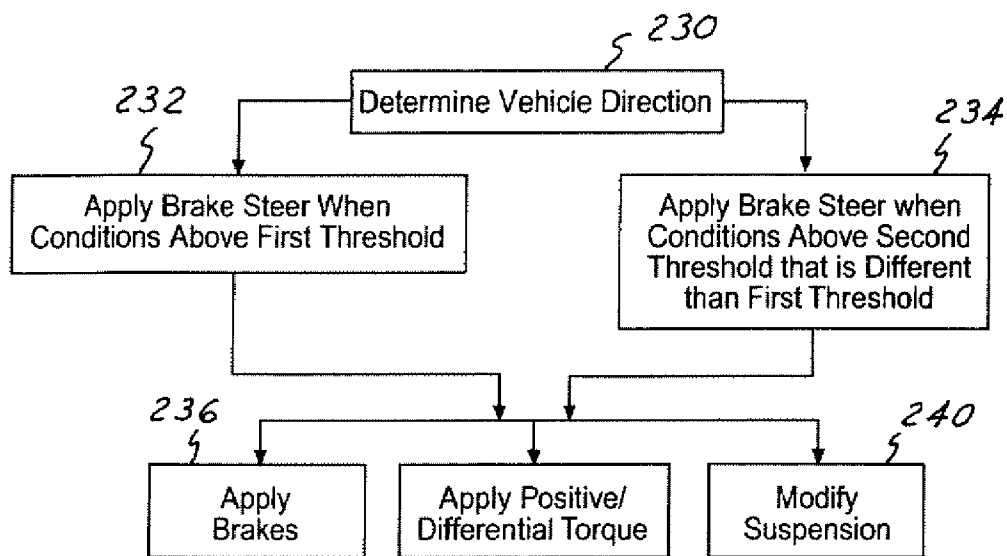 230
Determine Vehicle Direction
232
234
Apply Brake Steer When
Conditions Above First Threshold
Apply Brake Steer when
Conditions Above Second
Threshold that is Different
than First Threshold
236
240
Apply
Brakes
Apply Positive/
Differential Torque
Modify
Suspension